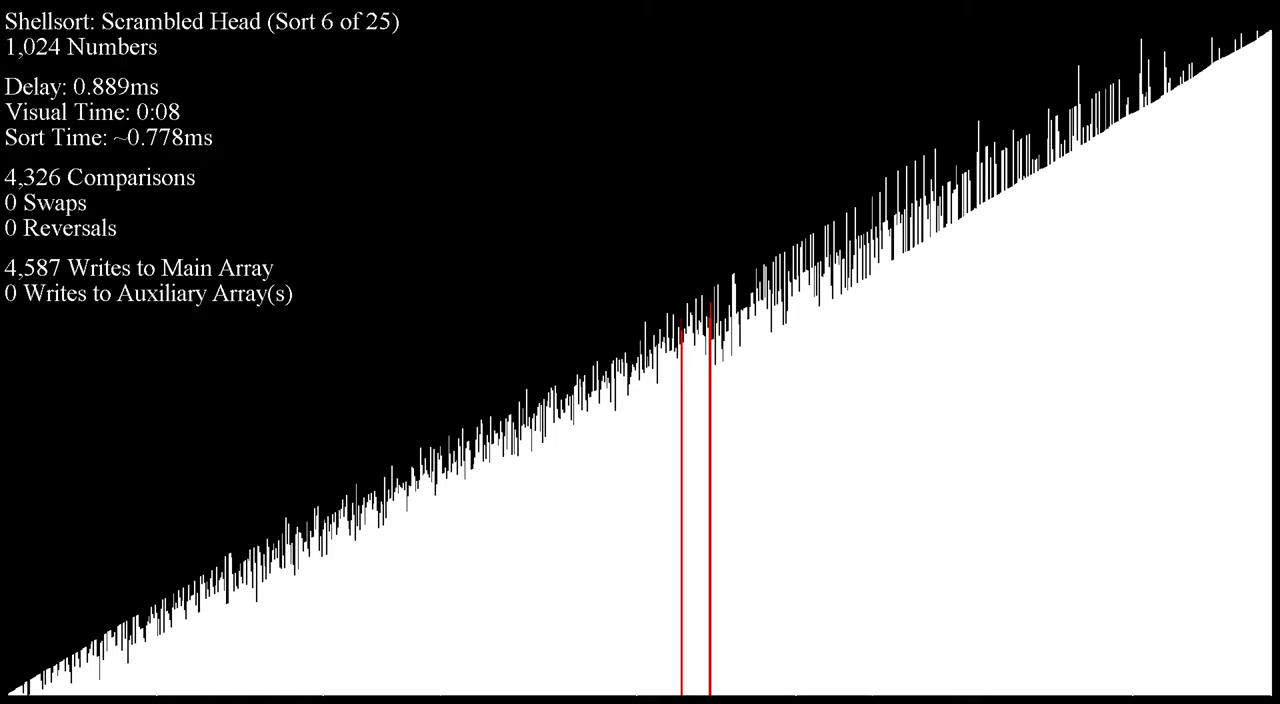 Shellsort: Scrambled Head (Sort 6 of 25)
1,024 Numbers
Delay: 0.889ms
Visual Time: 0:08
Sort Time: ~0.778ms
4,326 Comparisons
0 Swaps
0 Reversals
4,587 Writes to Main Array
0 Writes to Auxiliary Array(s)